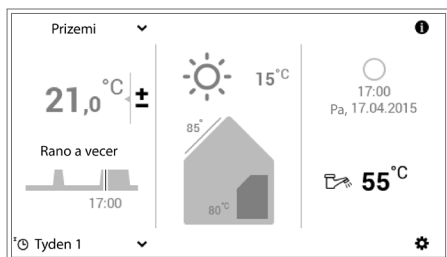 Prizemi
21,0 °C ±
Rano a vecer
17:00
Tyden 1
15°C
85°
80°C
17:00
Pa, 17.04.2015
55°C